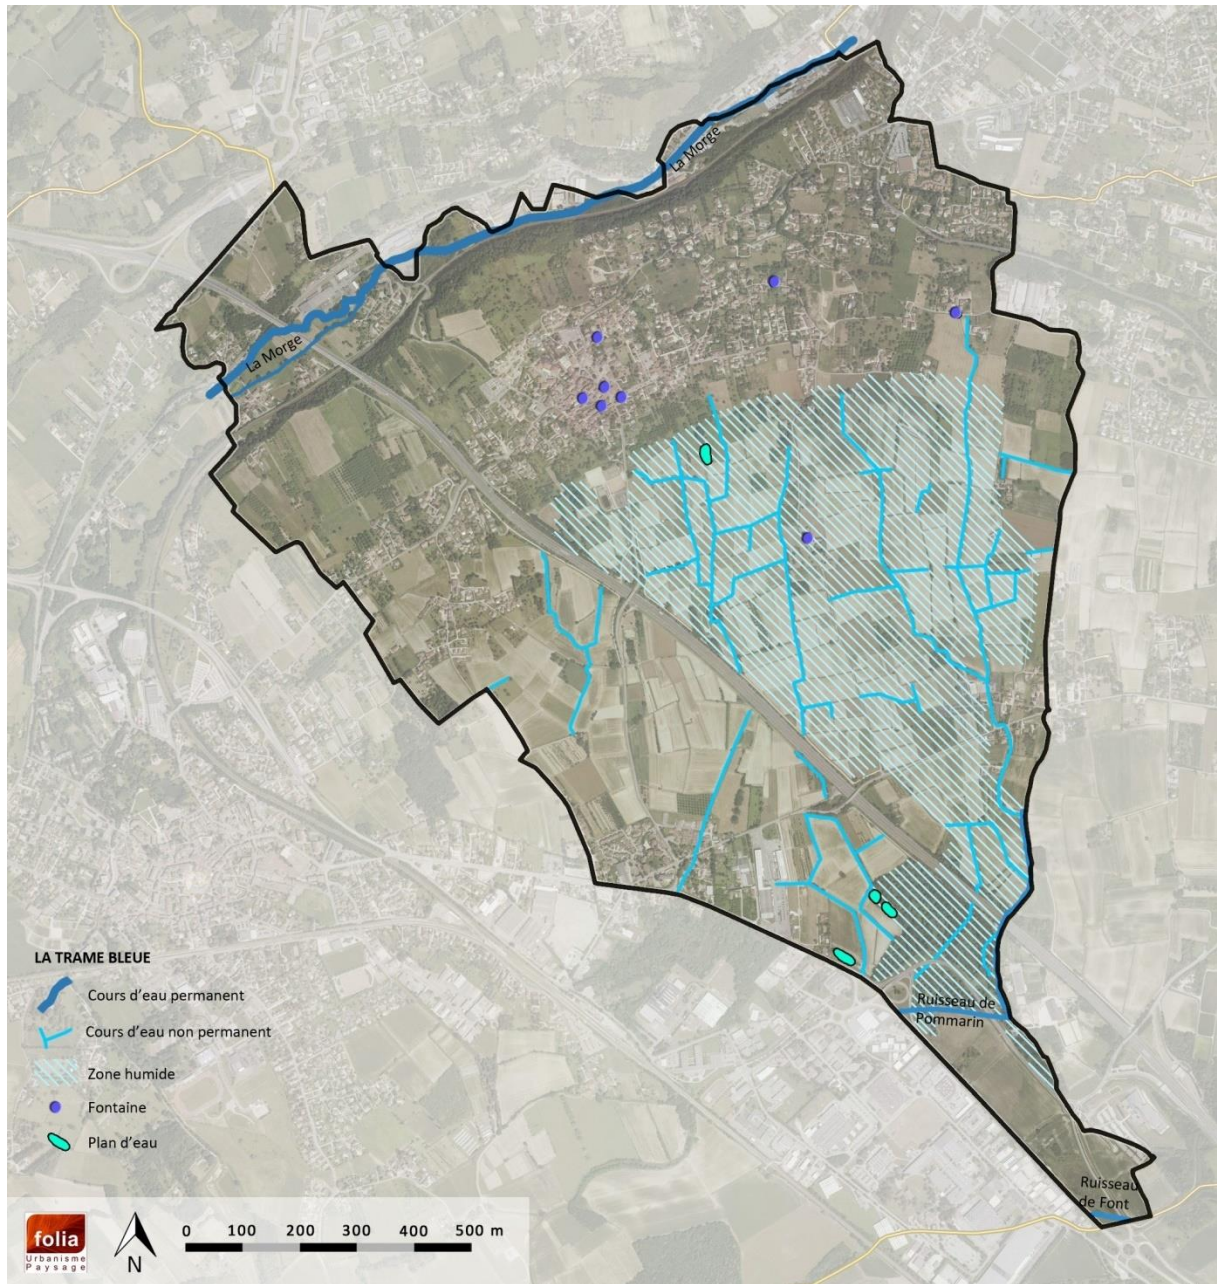 La Morge
La Morge
LA TRAME BLEUE
Cours d'eau permanent
Cours d'eau non permanent
Zone humide
Fontaine
Plan d'eau
Ruisseau de
Pommarin
Ruisseau
de Font
folia
Urbanisme
Paysage
N
0 100 200 300 400 500 m